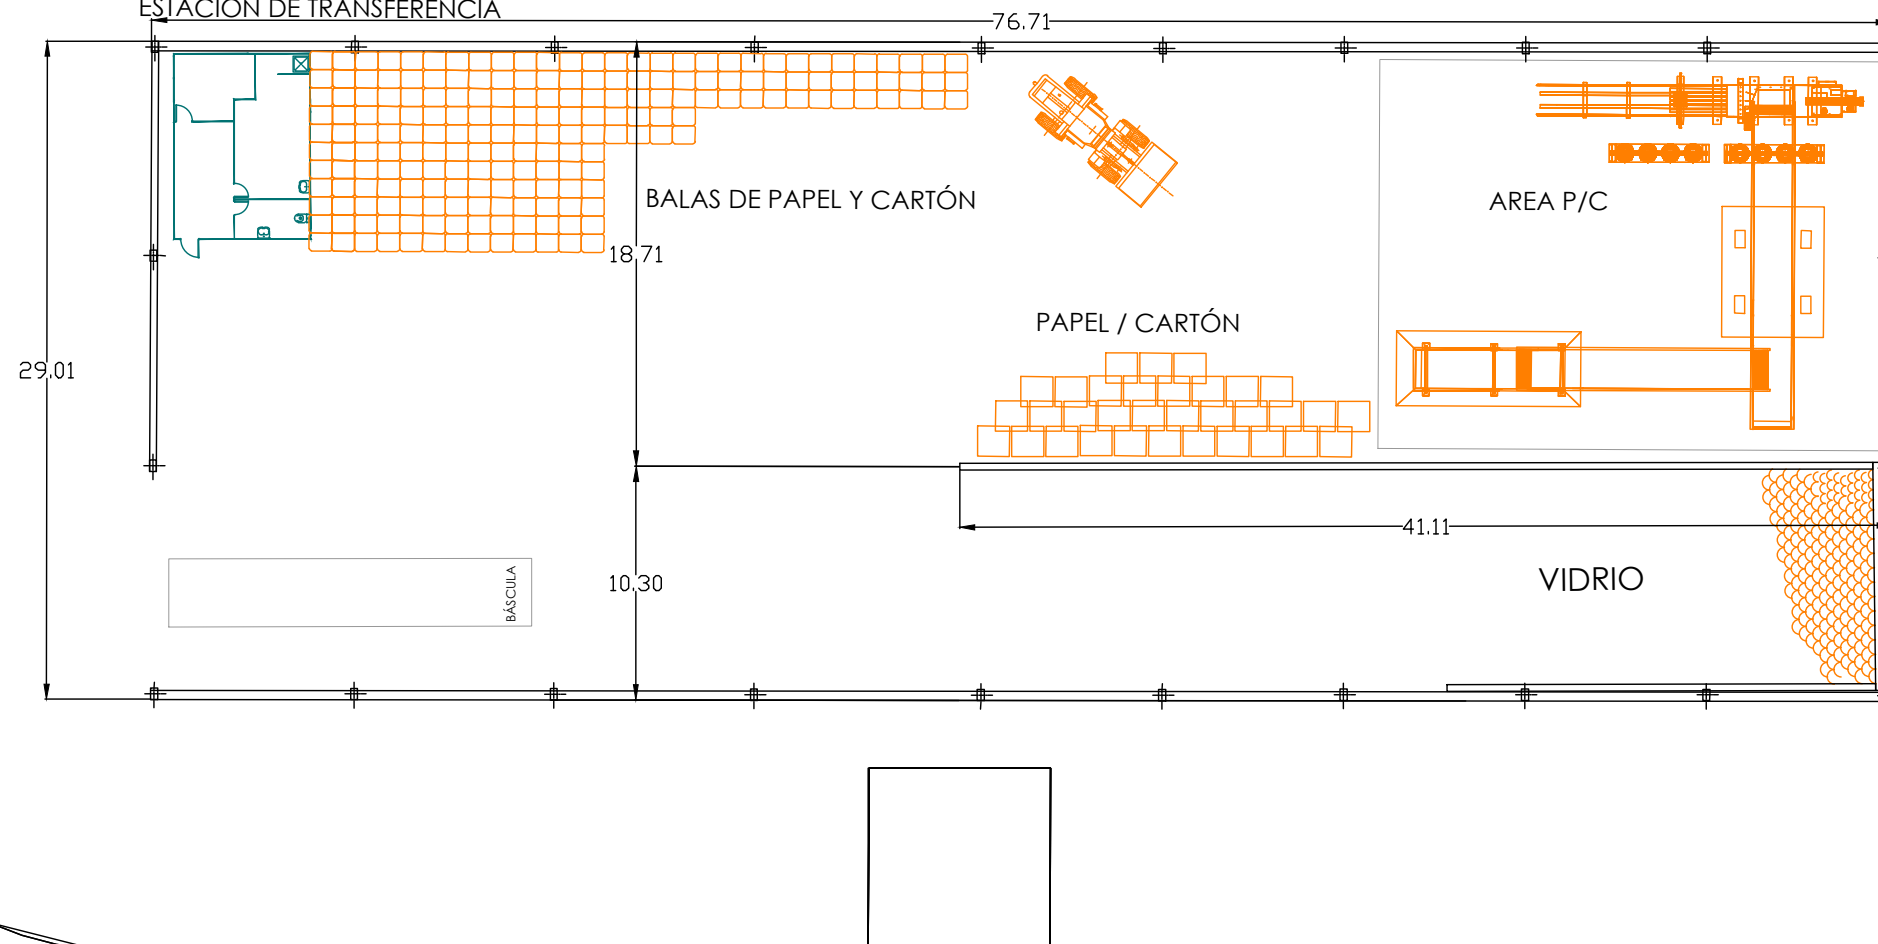 ESTACIÓN DE TRANSFERENCIA
76.71
BALAS DE PAPEL Y CARTÓN
AREA P/C
18.71
PAPEL / CARTÓN
29.01
41.11
VIDRIO
10.30
BÁSCULA